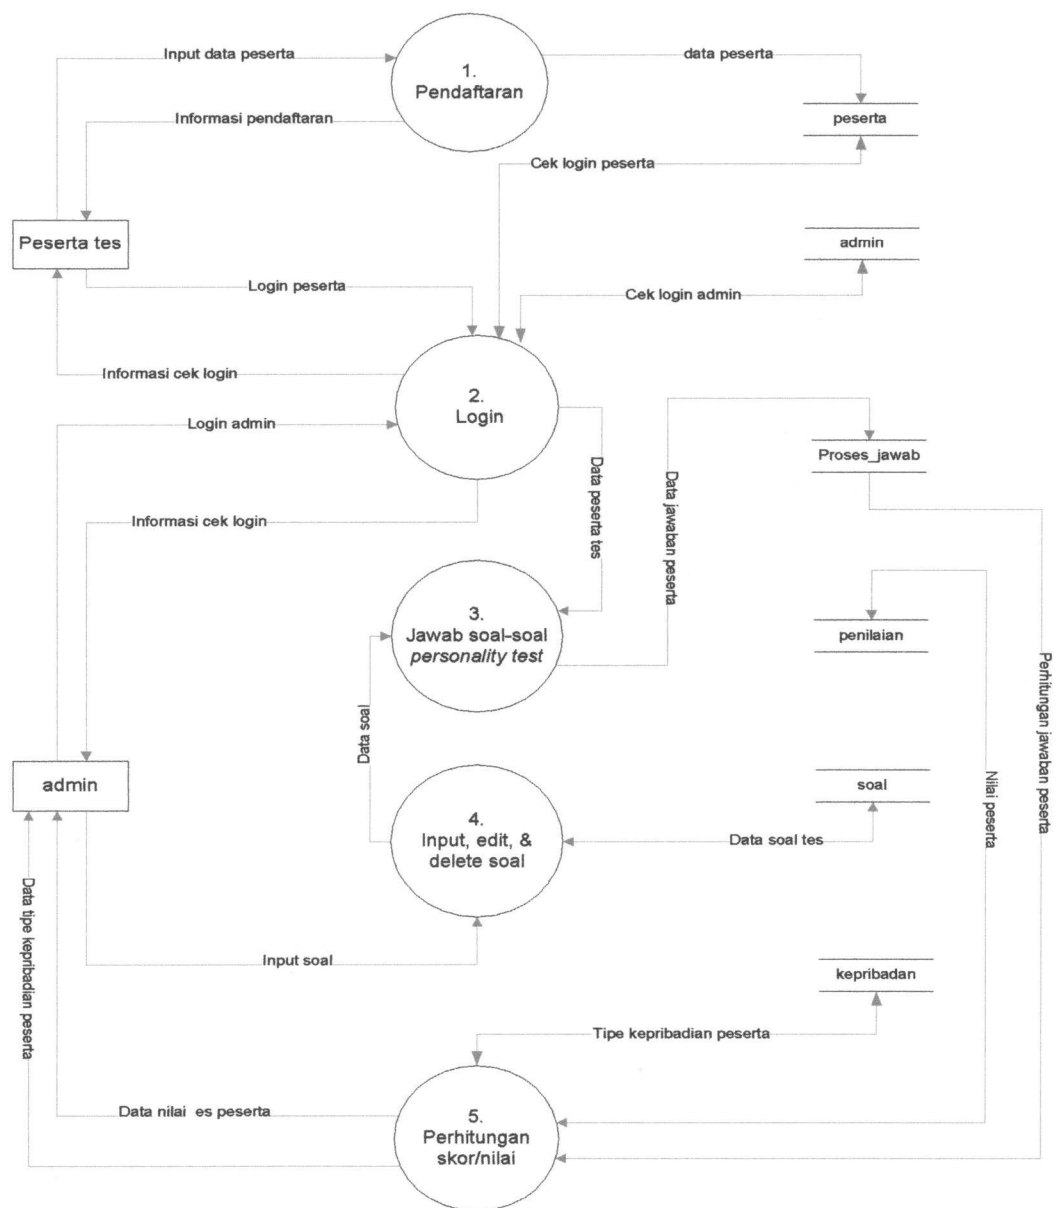 Input data peserta
data peserta
1.
Pendaftaran
Informasi pendaftaran
peserta
Cek login peserta
Peserta tes
admin
Login peserta
Cek login admin
Informasi cek login
2.
Login
Login admin
Proses_jawab
Data peserta tes
Data jawaban peserta
Informasi cek login
3.
Jawab soal-soal
personality test
penilaian
Perhitungan jawaban peserta
Data soal
admin
soal
Nilai peserta
4.
Input, edit, &
delete soal
Data soal tes
Data tipe kepribadian peserta
Input soal
kepribadan
Tipe kepribadian peserta
Data nilai es peserta
5.
Perhitungan
skor/nilai